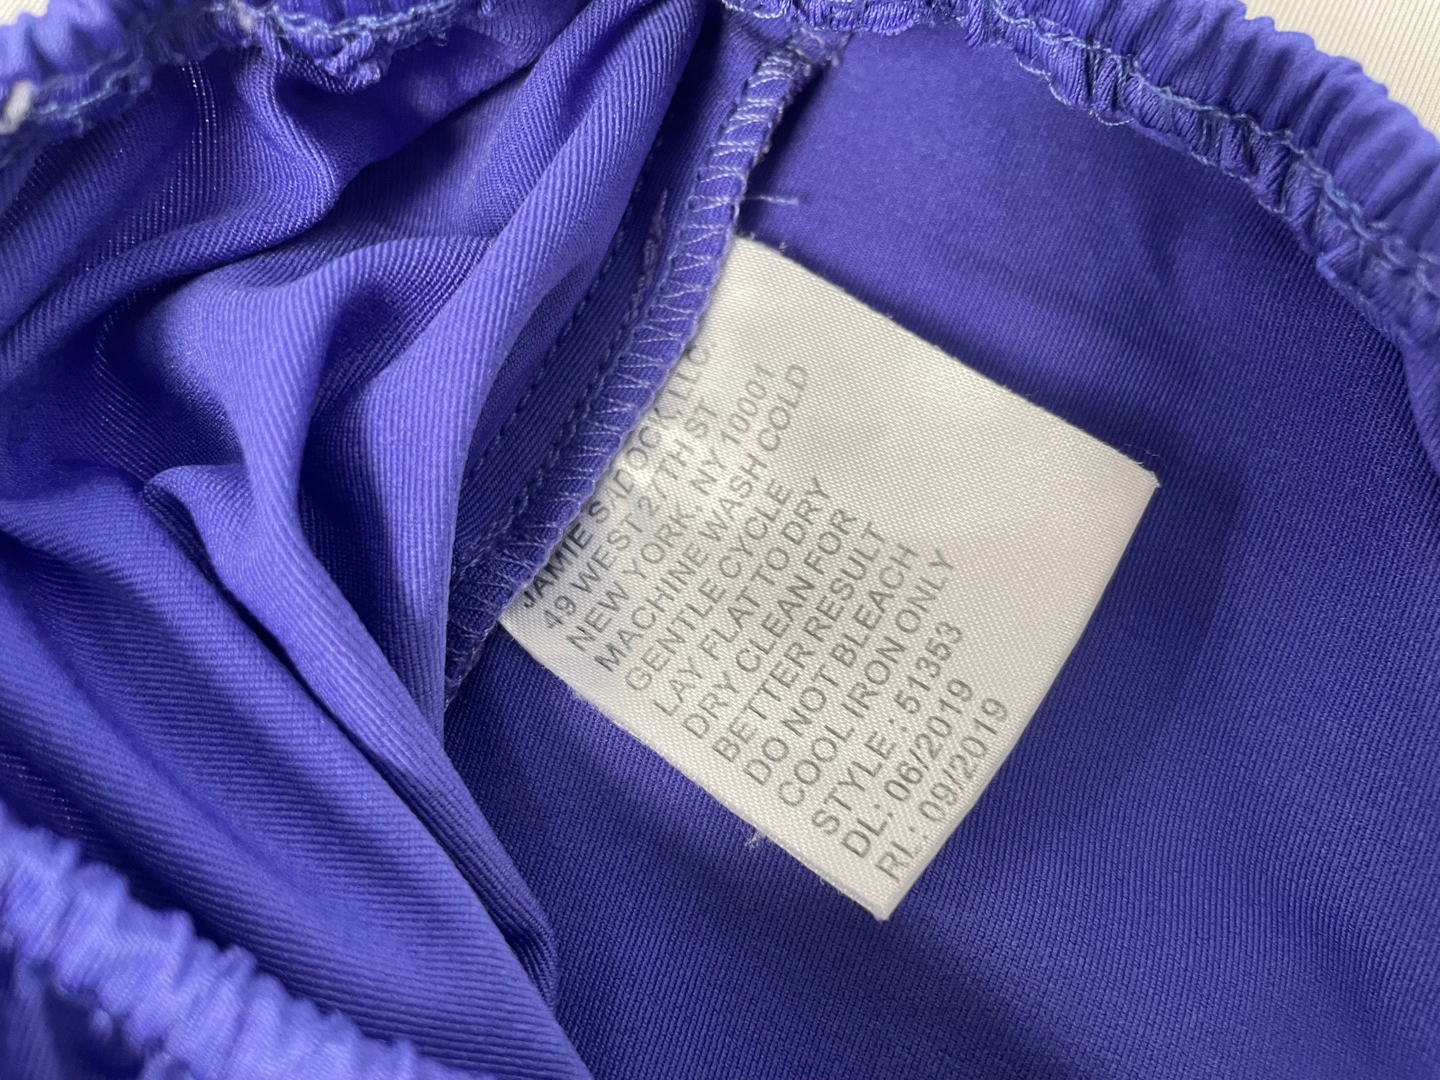 JAMIE SADOCK, LLC.
49 WEST 27TH ST
NEW YORK, NY 10001
MACHINE WASH COLD
GENTLE CYCLE
LAY FLAT TO DRY
DRY CLEAN FOR
BETTER RESULT
DO NOT BLEACH
COOL IRON ONLY
STYLE : 51353
DL: 06/2019
RL: 09/2019